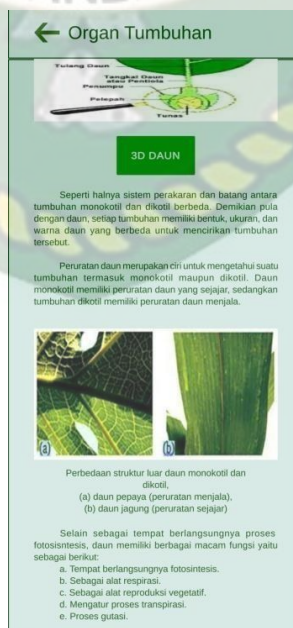 Organ Tumbuhan
Tulang Daun
Tangkai Daun
atau Pentiola
Penumpu
Pelepah
Tunas
3D DAUN
Seperti halnya sistem perakaran dan batang antara
tumbuhan monokotil dan dikotil berbeda. Demikian pula
dengan daun, setiap tumbuhan memiliki bentuk, ukuran, dan
warna daun yang berbeda untuk mencirikan tumbuhan
tersebut.
Peruratan daun merupakan ciri untuk mengetahui suatu
tumbuhan termasuk monokotil maupun dikotil. Daun
monokotil memiliki peruratan daun yang sejajar, sedangkan
tumbuhan dikotil memiliki peruratan daun menjala.
(a) (b)
Perbedaan struktur luar daun monokotil dan
dikotil,
(a) daun pepaya (peruratan menjala),
(b) daun jagung (peruratan sejajar)
Selain sebagai tempat berlangsungnya proses
fotosisntesis, daun memiliki berbagai macam fungsi yaitu
sebagai berikut:
a. Tempat berlangsungnya fotosintesis.
b. Sebagai alat respirasi.
c. Sebagai alat reproduksi vegetatif.
d. Mengatur proses transpirasi.
e. Proses gutasi.